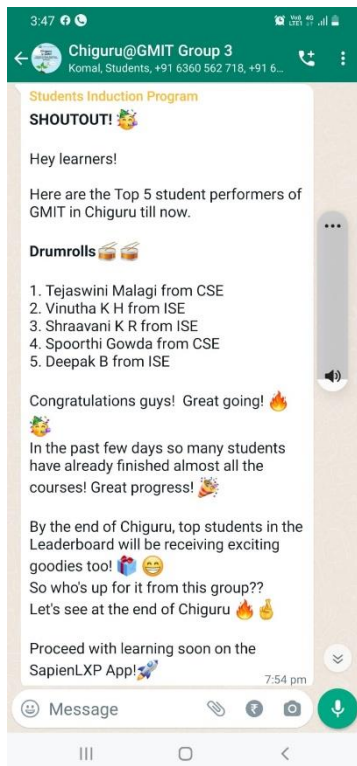 3:47
Vo)) 4G
LTE1
Chiguru@GMIT Group 3
Komal, Students, +91 6360 562 718, +91 6...
Students Induction Program
SHOUTOUT! 🥳
Hey learners!
Here are the Top 5 student performers of
GMIT in Chiguru till now.
Drumrolls🥁 🥁
1. Tejaswini Malagi from CSE
2. Vinutha K H from ISE
3. Shraavani K R from ISE
4. Spoorthi Gowda from CSE
5. Deepak B from ISE
Congratulations guys!  Great going! 🔥
🥳
In the past few days so many students
have already finished almost all the
courses! Great progress! 🎉
By the end of Chiguru, top students in the
Leaderboard will be receiving exciting
goodies too! 🎁 😁
So who's up for it from this group??
Let's see at the end of Chiguru 🔥 🤞
Proceed with learning soon on the
SapienLXP App!🚀
7:54 pm
Message